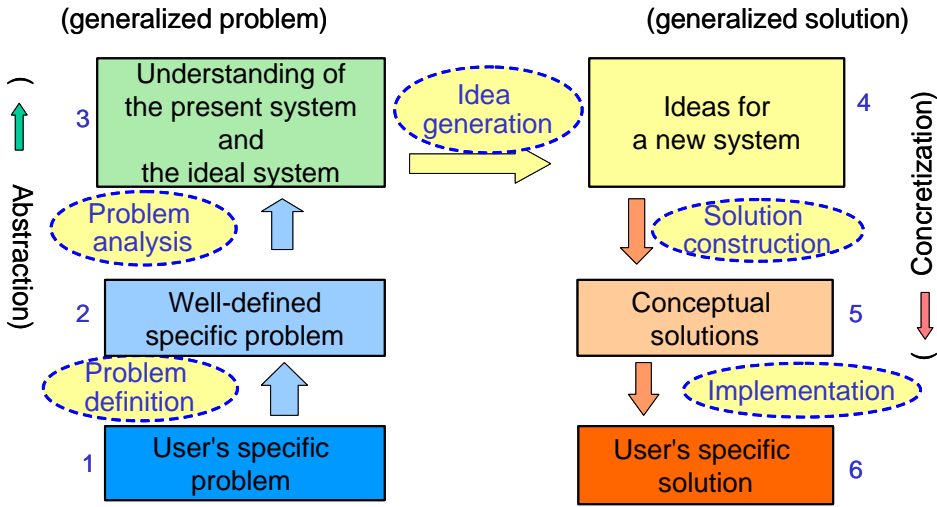 (generalized problem)
(generalized solution)
( Abstraction)
3
Understanding of
the present system
and
the ideal system
Idea
generation
Ideas for
a new system
4
Problem
analysis
Solution
construction
( Concretization )
2
Well-defined
specific problem
Conceptual
solutions
5
Problem
definition
Implementation
1
User's specific
problem
User's specific
solution
6